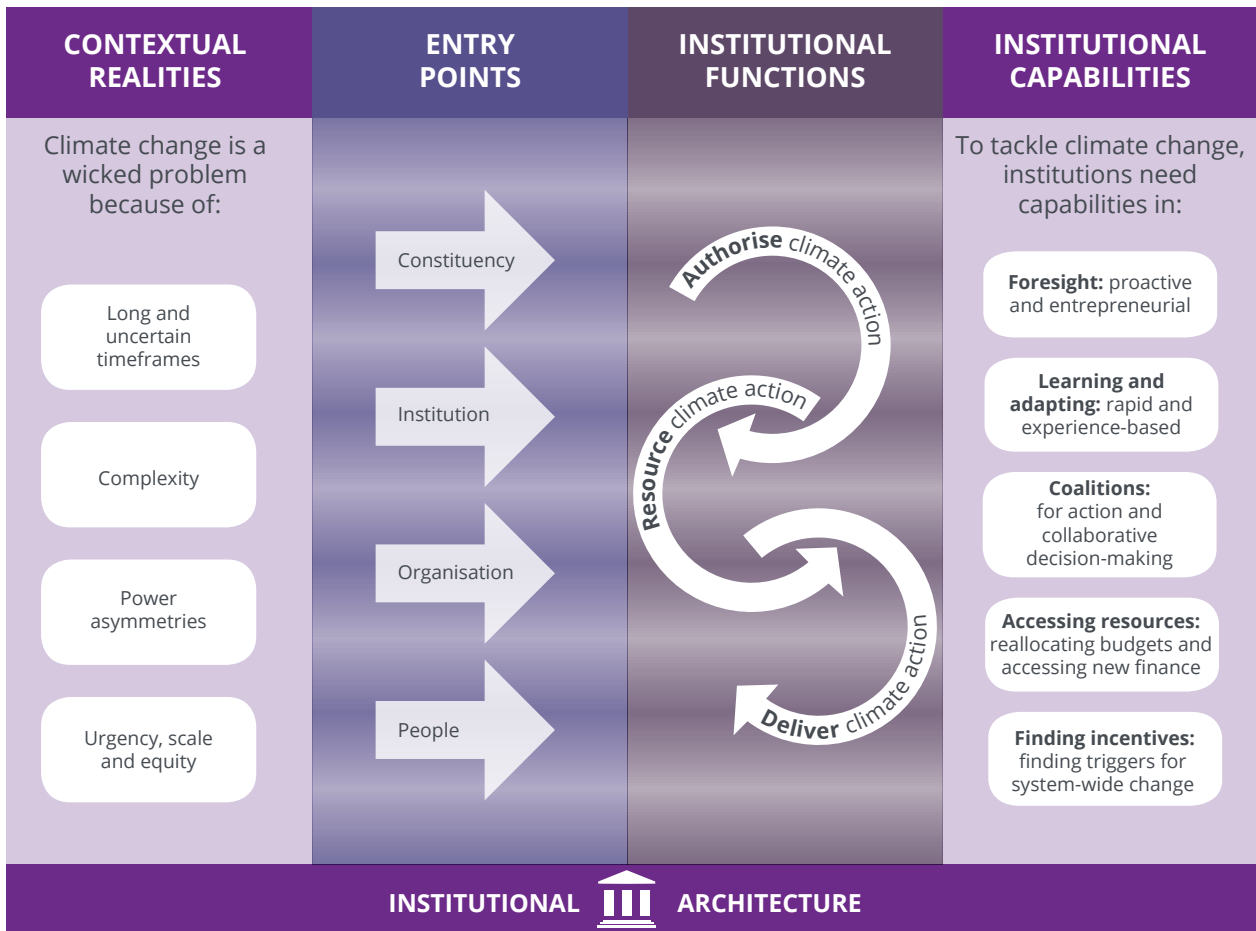 CONTEXTUAL
REALITIES
Climate change is a
wicked problem
because of:
Long and
uncertain
timeframes
Complexity
Power
asymmetries
Urgency, scale
and equity
ENTRY
POINTS
Constituency
Institution
Organisation
People
INSTITUTIONAL
FUNCTIONS
Authorise climate action
Resource climate action
Deliver climate action
INSTITUTIONAL
CAPABILITIES
To tackle climate change,
institutions need
capabilities in:
Foresight: proactive
and entrepreneurial
Learning and
adapting: rapid and
experience-based
Coalitions:
for action and
collaborative
decision-making
Accessing resources:
reallocating budgets and
accessing new finance
Finding incentives:
finding triggers for
system-wide change
INSTITUTIONAL ARCHITECTURE